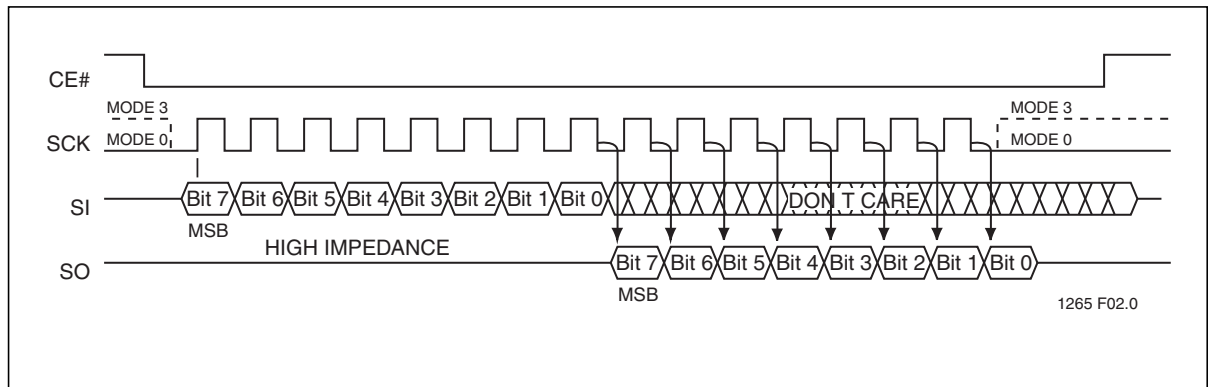 CE#
MODE 3 MODE 3
SCK MODE 0 MODE 0
SI Bit 7 Bit 6 Bit 5 Bit 4 Bit 3 Bit 2 Bit 1 Bit 0 DON T CARE
MSB
HIGH IMPEDANCE
SO Bit 7 Bit 6 Bit 5 Bit 4 Bit 3 Bit 2 Bit 1 Bit 0
MSB
1265 F02.0